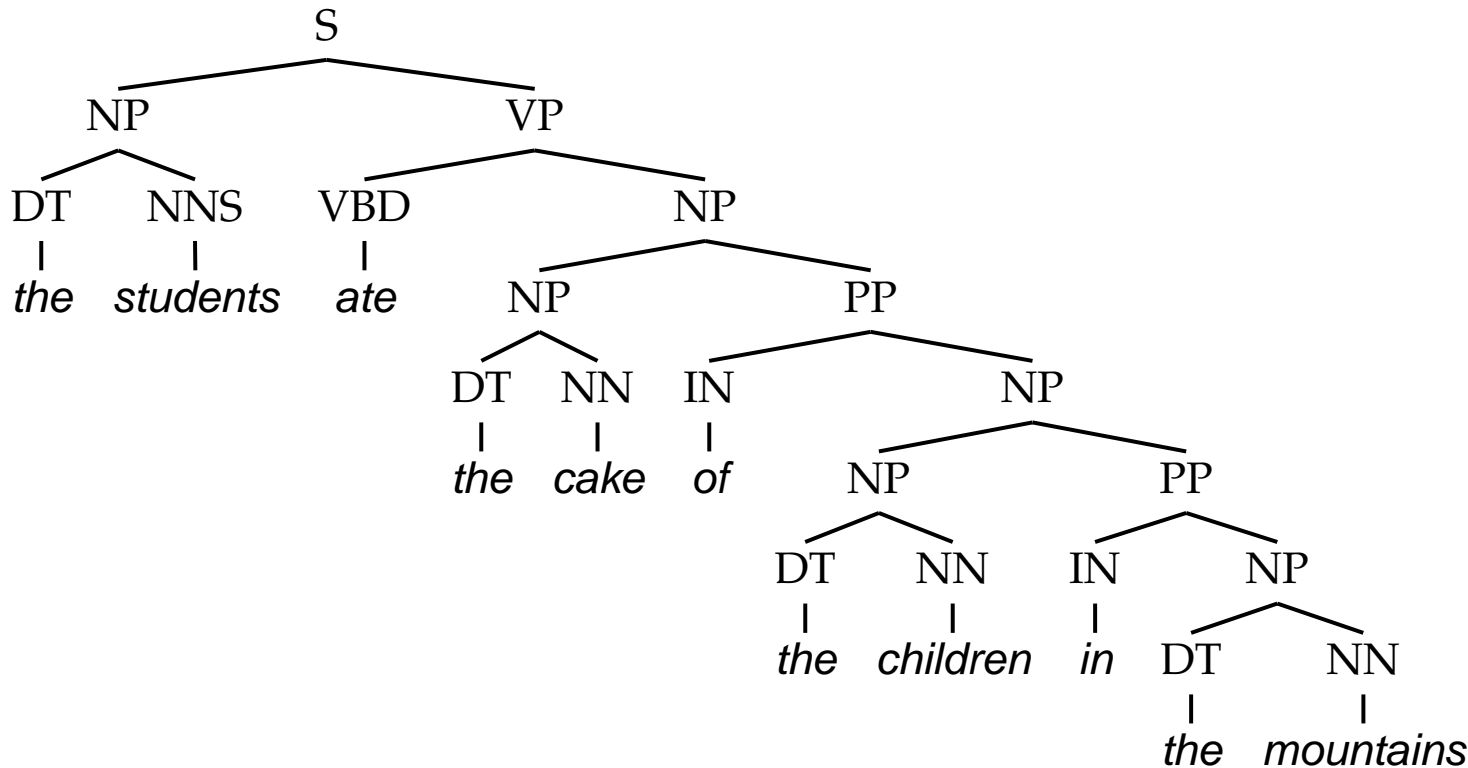 S
NP VP
DT NNS VBD NP
the students ate NP PP
DT NN IN NP
the cake of NP PP
DT NN IN NP
the children in DT NN
the mountains